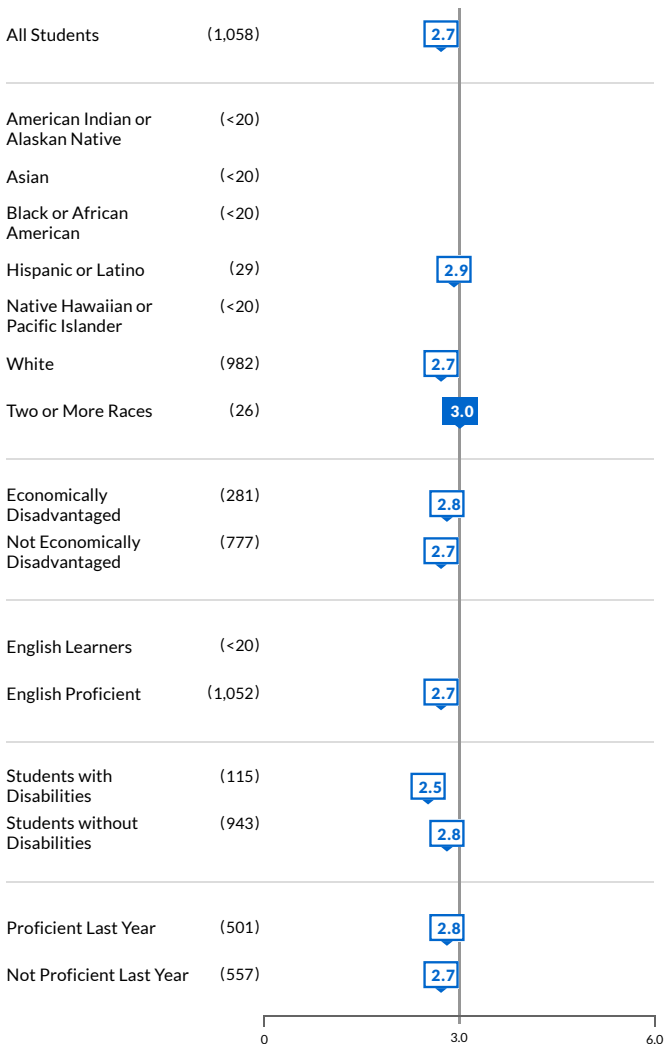 All Students (1,058) 2.7
American Indian or (<20)
Alaskan Native
Asian (<20)
Black or African (<20)
American
Hispanic or Latino (29) 2.9
Native Hawaiian or (<20)
Pacific Islander
White (982) 2.7
Two or More Races (26) 3.0
Economically (281) 2.8
Disadvantaged
Not Economically (777) 2.7
Disadvantaged
English Learners (<20)
English Proficient (1,052) 2.7
Students with (115) 2.5
Disabilities
Students without (943) 2.8
Disabilities
Proficient Last Year (501) 2.8
Not Proficient Last Year (557) 2.7
0 3.0 6.0